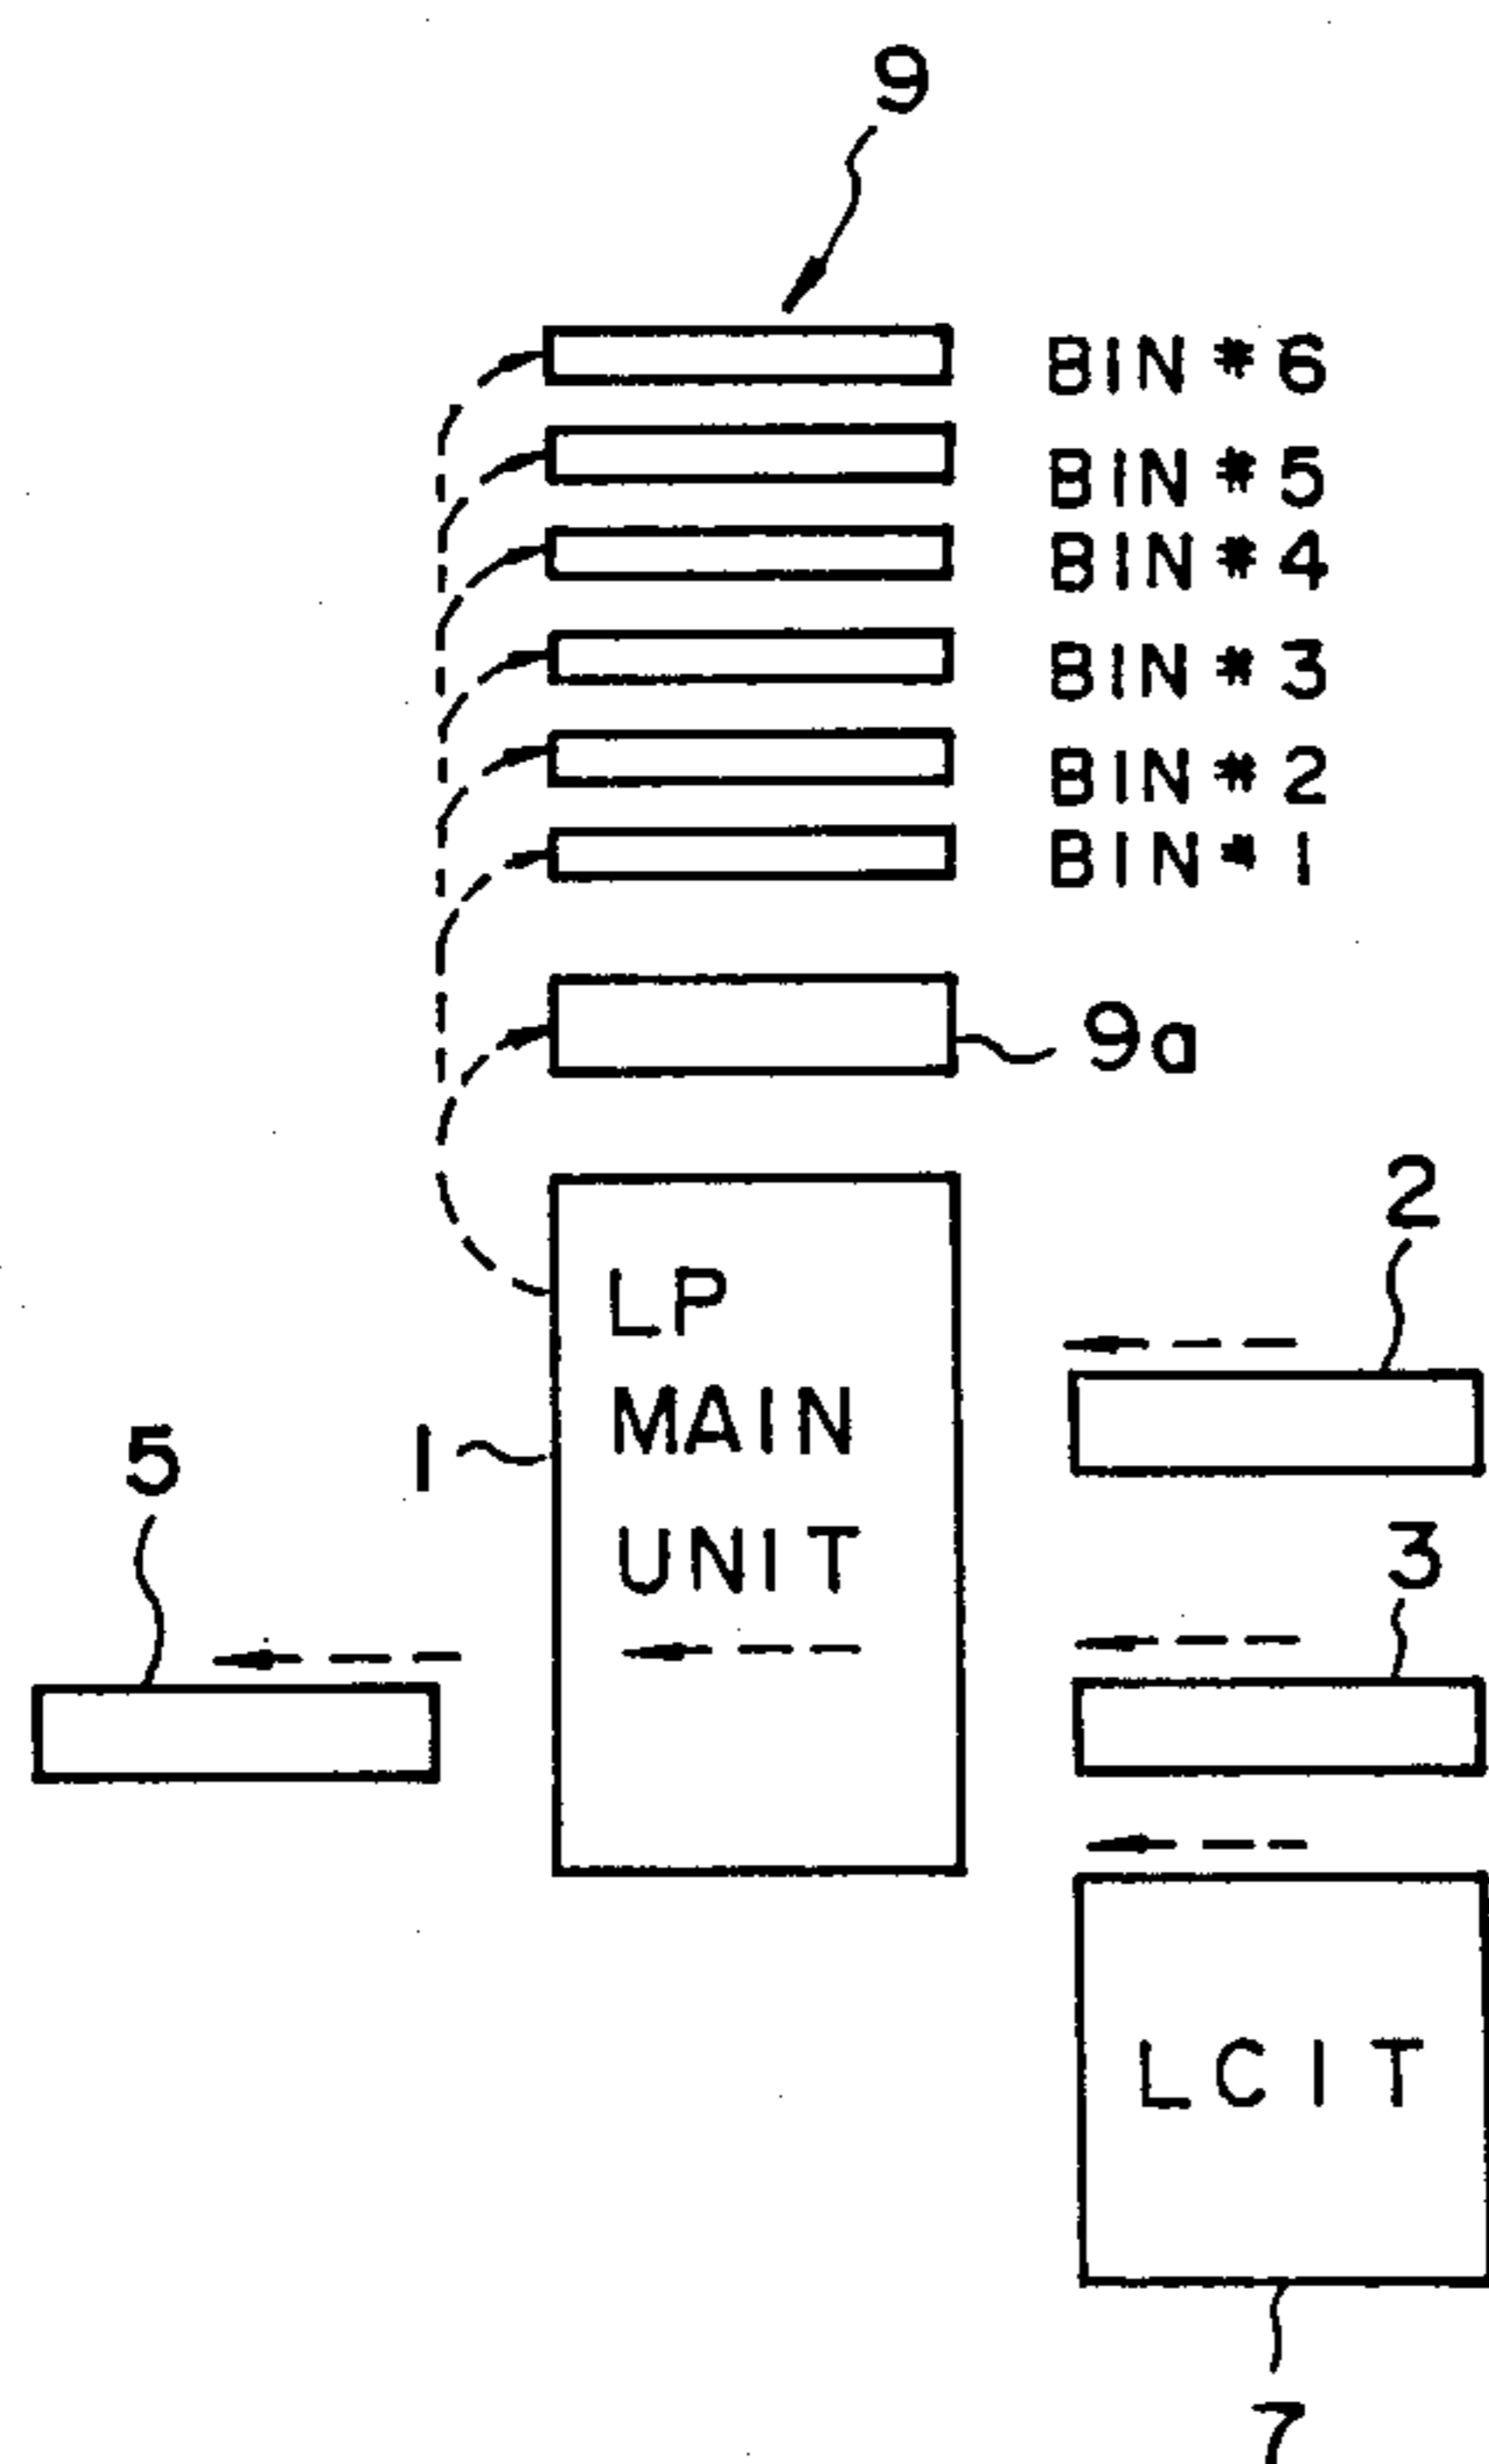 9
BIN #6
BIN #5
BIN #4
BIN #3
BIN #2
BIN # 1
9a
2
LP
MAIN
UNIT
1
5
3
LCIT
7